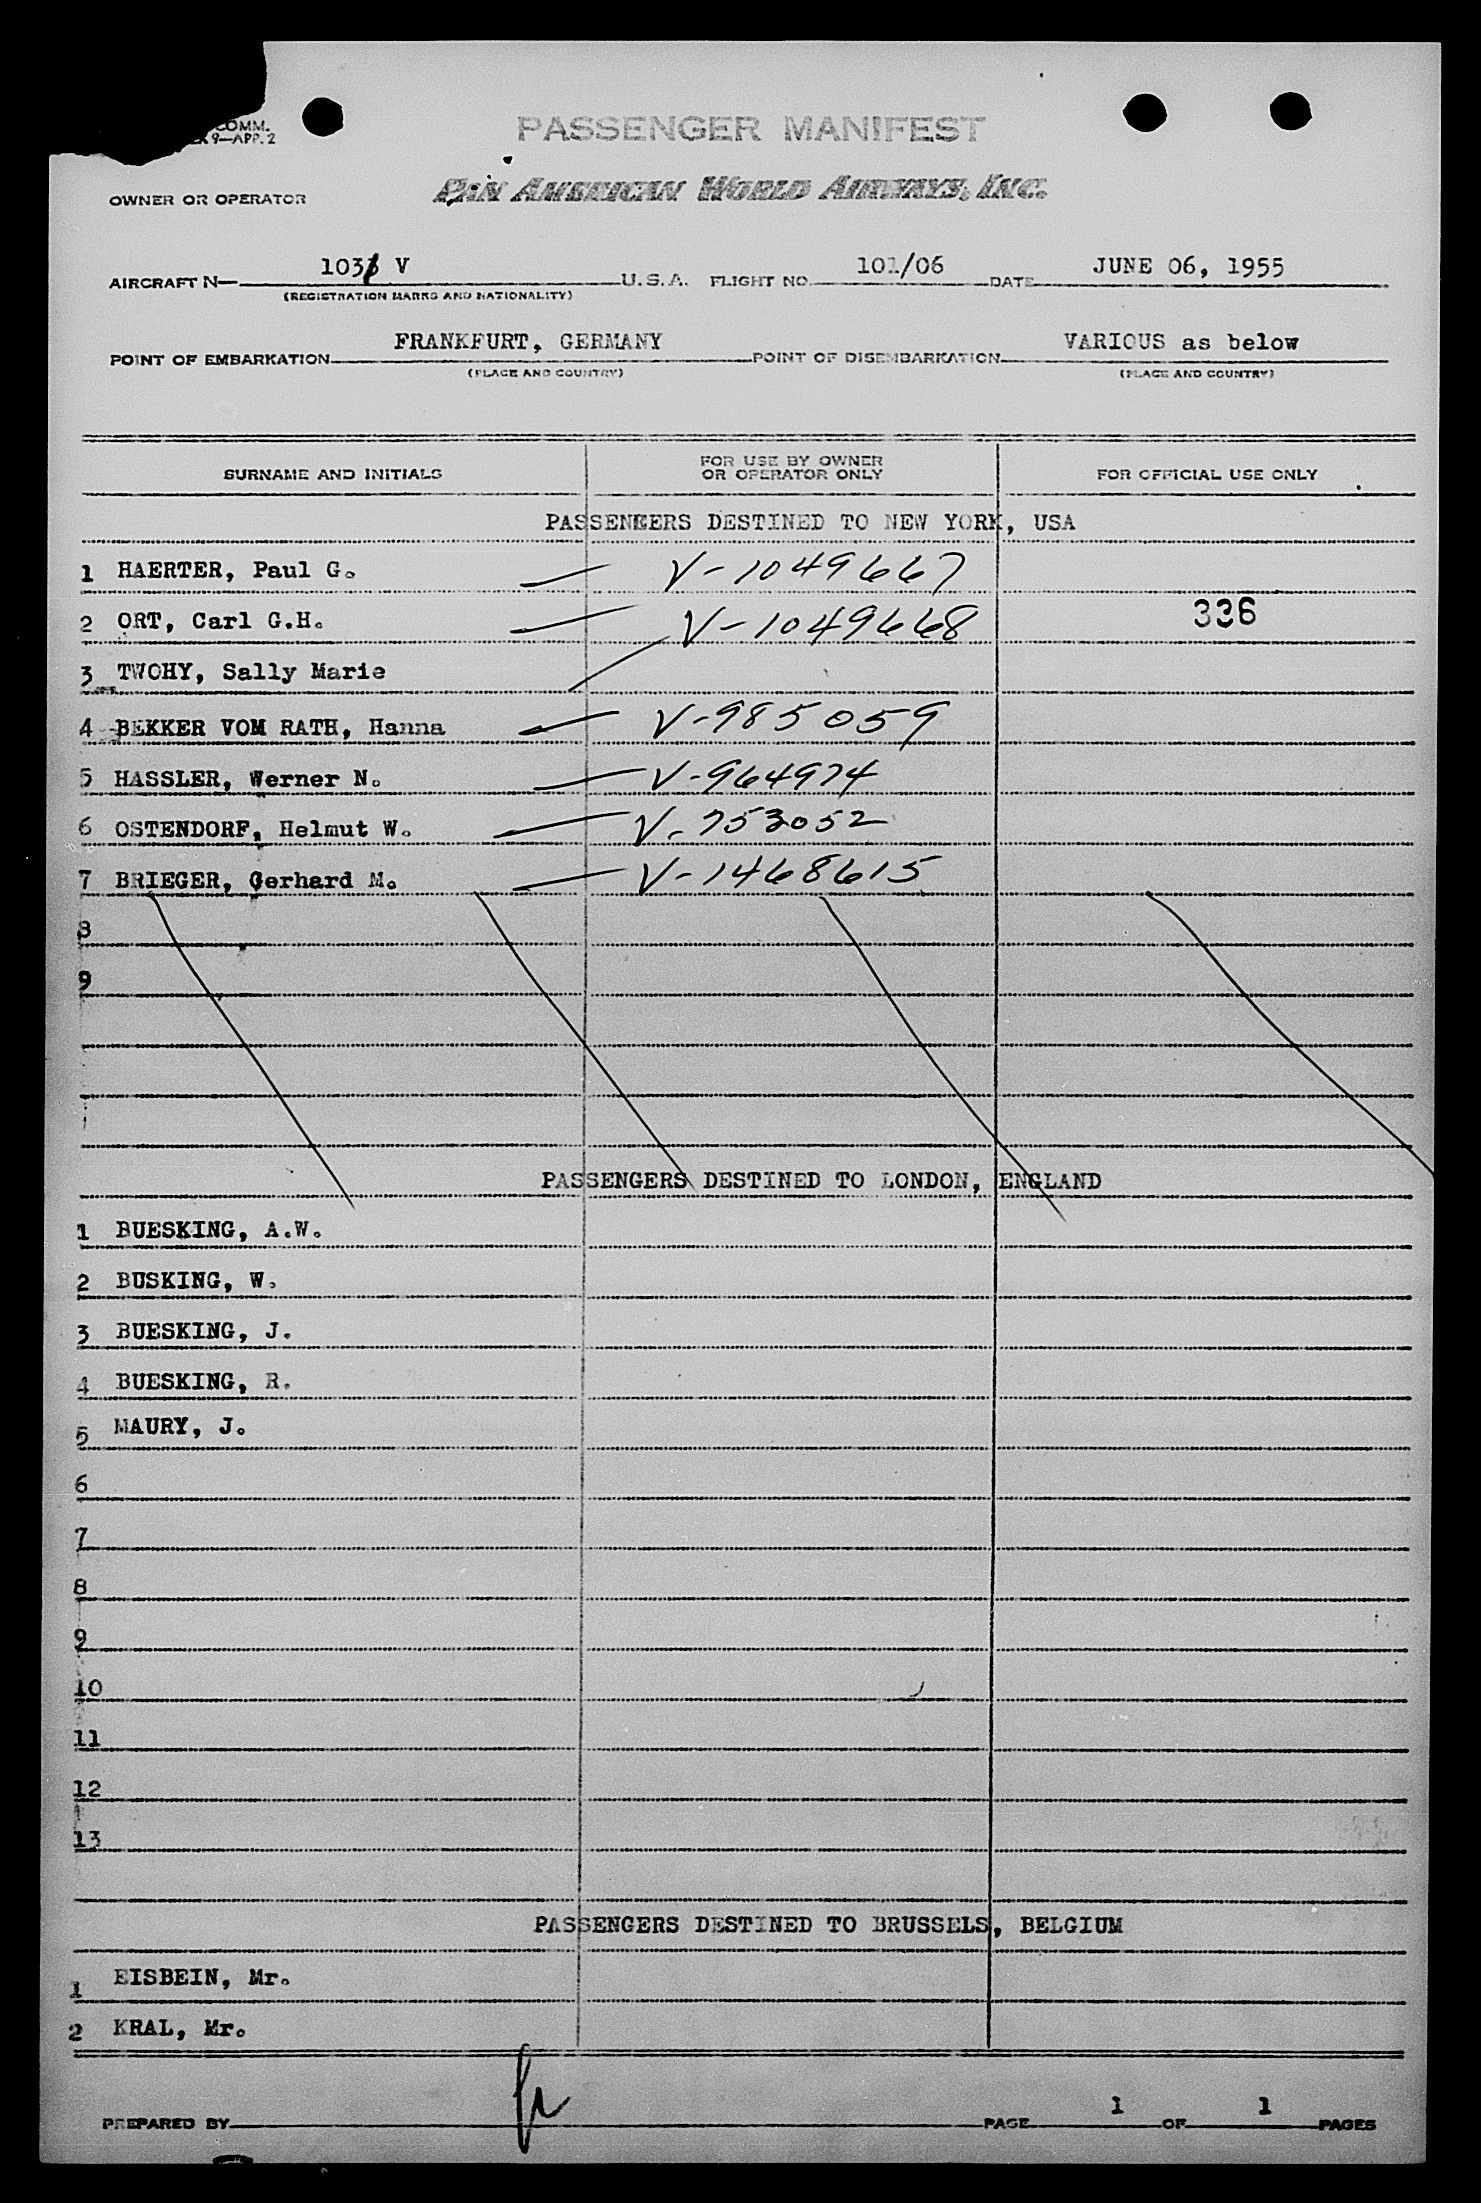 COMM.
9—APP. 2
PASSENGER MANIFEST
OWNER OR OPERATOR
PAN AMERICAN WORLD AIRWAYS, INC.
AIRCRAFT N— 103 V U.S.A. FLIGHT NO. 101/06 DATE JUNE 06, 1955
(REGISTRATION MARKS AND NATIONALITY)
POINT OF EMBARKATION FRANKFURT, GERMANY POINT OF DISEMBARKATION VARIOUS as below
(PLACE AND COUNTRY) (PLACE AND COUNTRY)
SURNAME AND INITIALS FOR USE BY OWNER OR OPERATOR ONLY FOR OFFICIAL USE ONLY
PASSENEERS DESTINED TO NEW YORK, USA
1 HAERTER, Paul G. V-1049667
2 ORT, Carl G.H. V-1049668 336
3 TWOHY, Sally Marie
4 BEKKER VOM RATH, Hanna V-985059
5 HASSLER, Werner N. V-964974
6 OSTENDORF, Helmut W. V-753052
7 BRIEGER, Gerhard M. V-1468615
8
9
PASSENGERS DESTINED TO LONDON, ENGLAND
1 BUESKING, A.W.
2 BUSKING, W.
3 BUESKING, J.
4 BUESKING, R.
5 MAURY, J.
6
7
8
9
10
11
12
13
PASSENGERS DESTINED TO BRUSSELS, BELGIUM
1 EISBEIN, Mr.
2 KRAL, Mr.
PREPARED BY PAGE 1 OF 1 PAGES